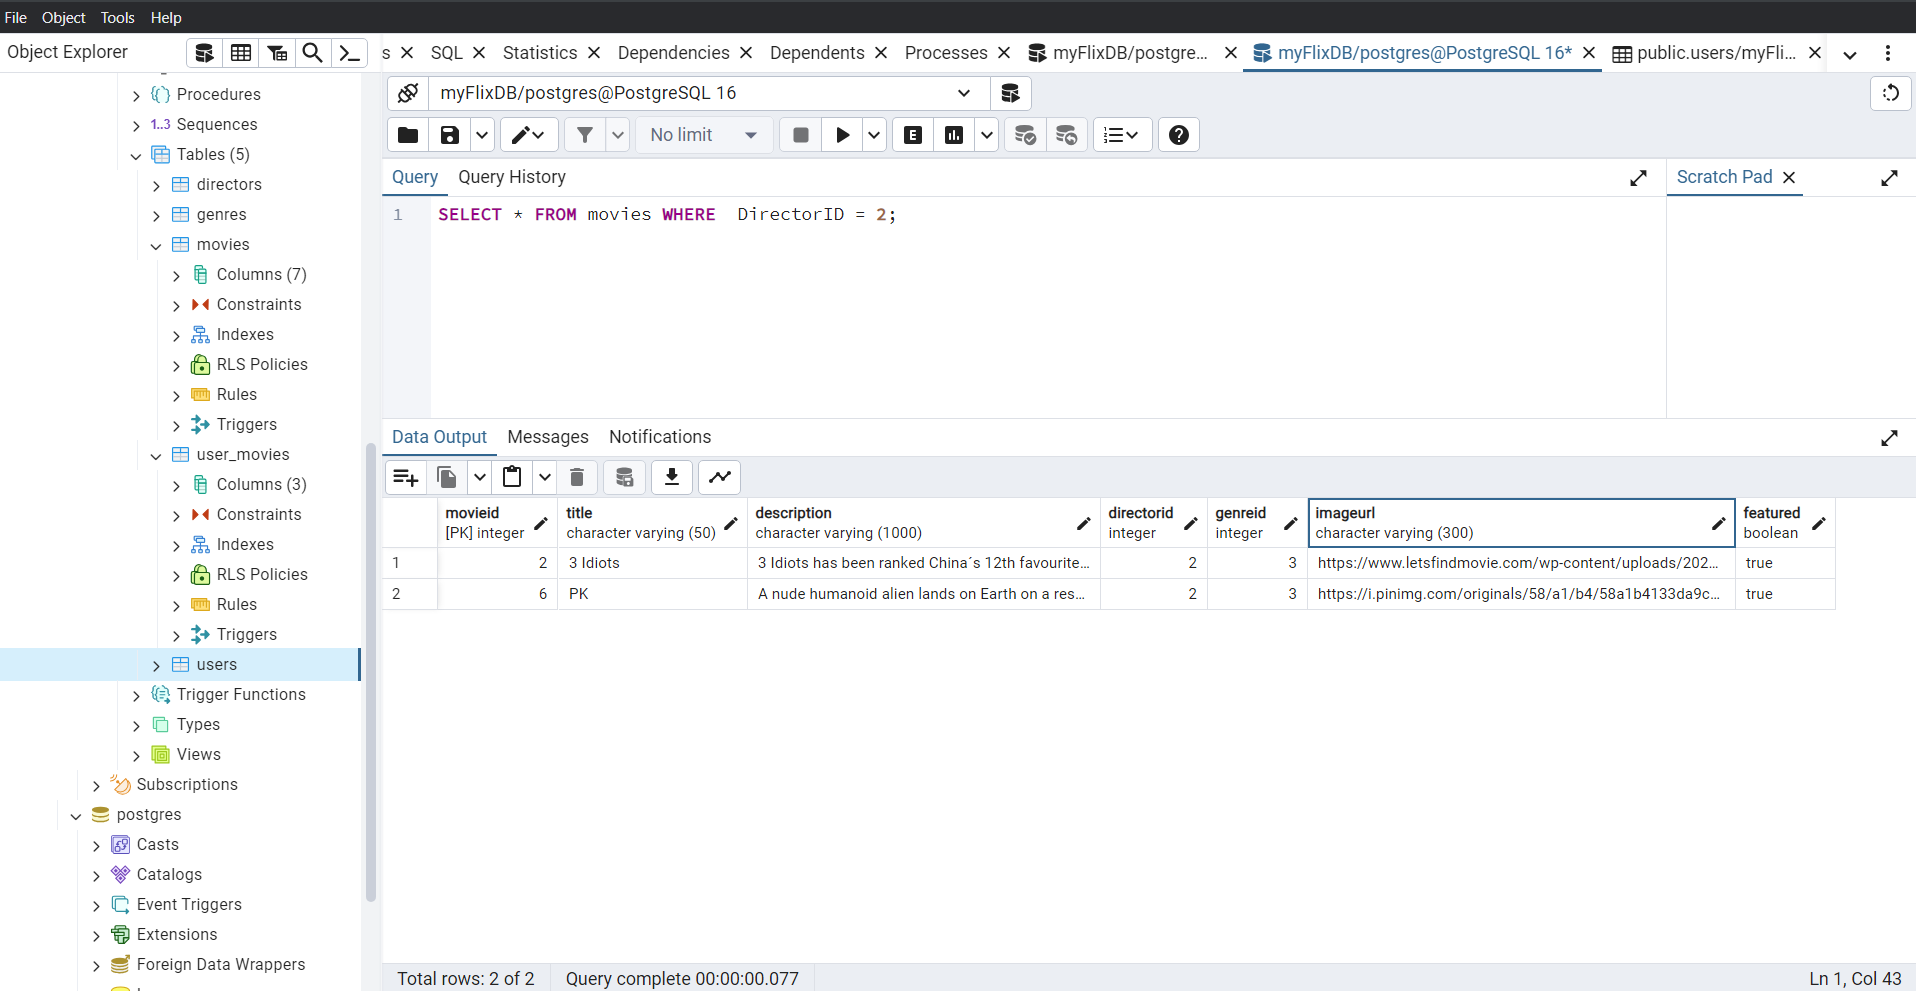 File Object Tools Help
Object Explorer
s SQL Statistics Dependencies Dependents Processes myFlixDB/postgre... myFlixDB/postgres@PostgreSQL 16* public.users/myFli...
myFlixDB/postgres@PostgreSQL 16
No limit
E
Query Query History
Scratch Pad
1 SELECT * FROM movies WHERE  DirectorID = 2;
Procedures
1..3 Sequences
Tables (5)
directors
genres
movies
Columns (7)
Constraints
Indexes
RLS Policies
Rules
Triggers
user_movies
Columns (3)
Constraints
Indexes
RLS Policies
Rules
Triggers
users
Trigger Functions
Types
Views
Subscriptions
postgres
Casts
Catalogs
Event Triggers
Extensions
Foreign Data Wrappers
Data Output Messages Notifications
movieid title description directorid genreid imageurl featured
[PK] integer character varying (50) character varying (1000) integer integer character varying (300) boolean
1 2 3 Idiots 3 Idiots has been ranked China´s 12th favourite... 2 3 https://www.letsfindmovie.com/wp-content/uploads/202... true
2 6 PK A nude humanoid alien lands on Earth on a res... 2 3 https://i.pinimg.com/originals/58/a1/b4/58a1b4133da9c... true
Total rows: 2 of 2 Query complete 00:00:00.077 Ln 1, Col 43